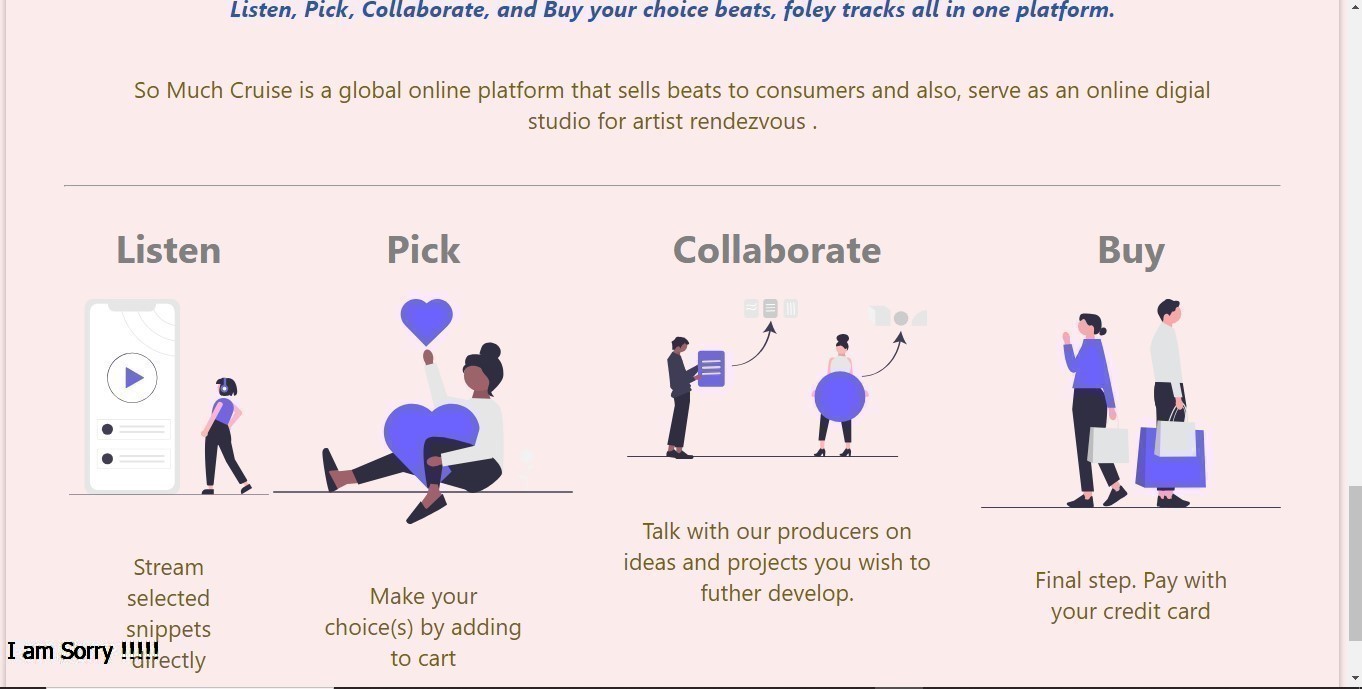 Listen, Pick, Collaborate, and Buy your choice beats, foley tracks all in one platform.
So Much Cruise is a global online platform that sells beats to consumers and also, serve as an online digial
studio for artist rendezvous .
Listen
Pick
Collaborate
Buy
Stream
selected
snippets
directly
Make your
choice(s) by adding
to cart
Talk with our producers on
ideas and projects you wish to
futher develop.
Final step. Pay with
your credit card
I am Sorry !!!!!